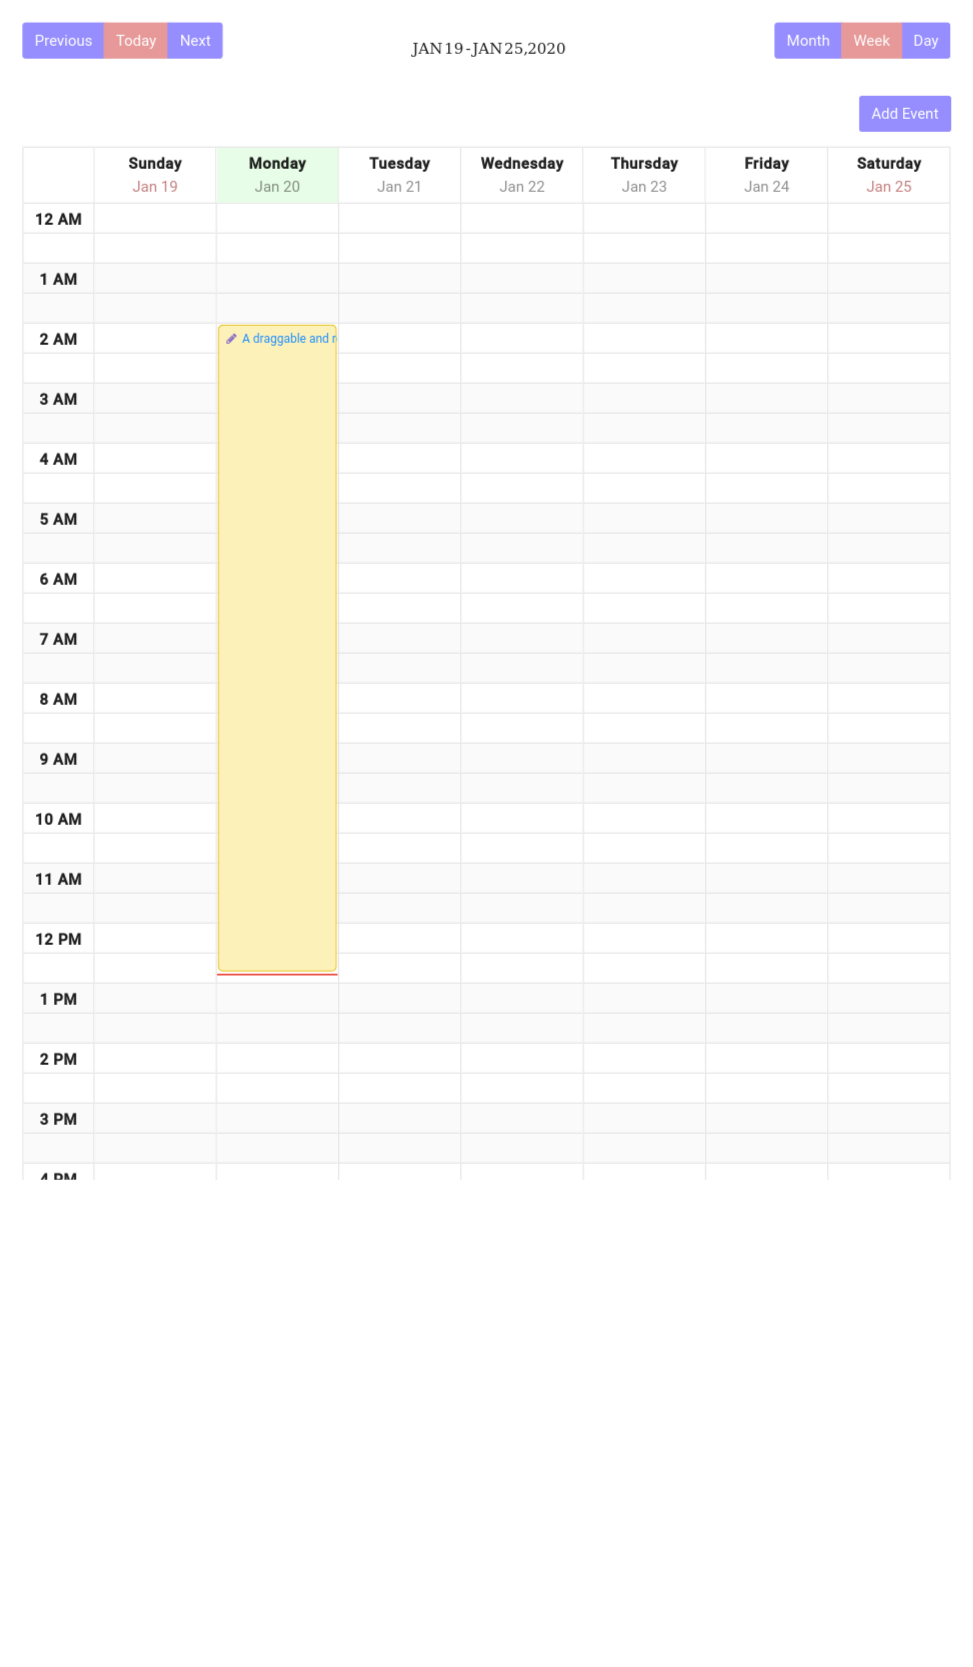 Previous Today Next
JAN 19 - JAN 25, 2020
Month Week Day
Add Event
Sunday Monday Tuesday Wednesday Thursday Friday Saturday
Jan 19 Jan 20 Jan 21 Jan 22 Jan 23 Jan 24 Jan 25
12 AM
1 AM
2 AM
A draggable and r
3 AM
4 AM
5 AM
6 AM
7 AM
8 AM
9 AM
10 AM
11 AM
12 PM
1 PM
2 PM
3 PM
4 PM